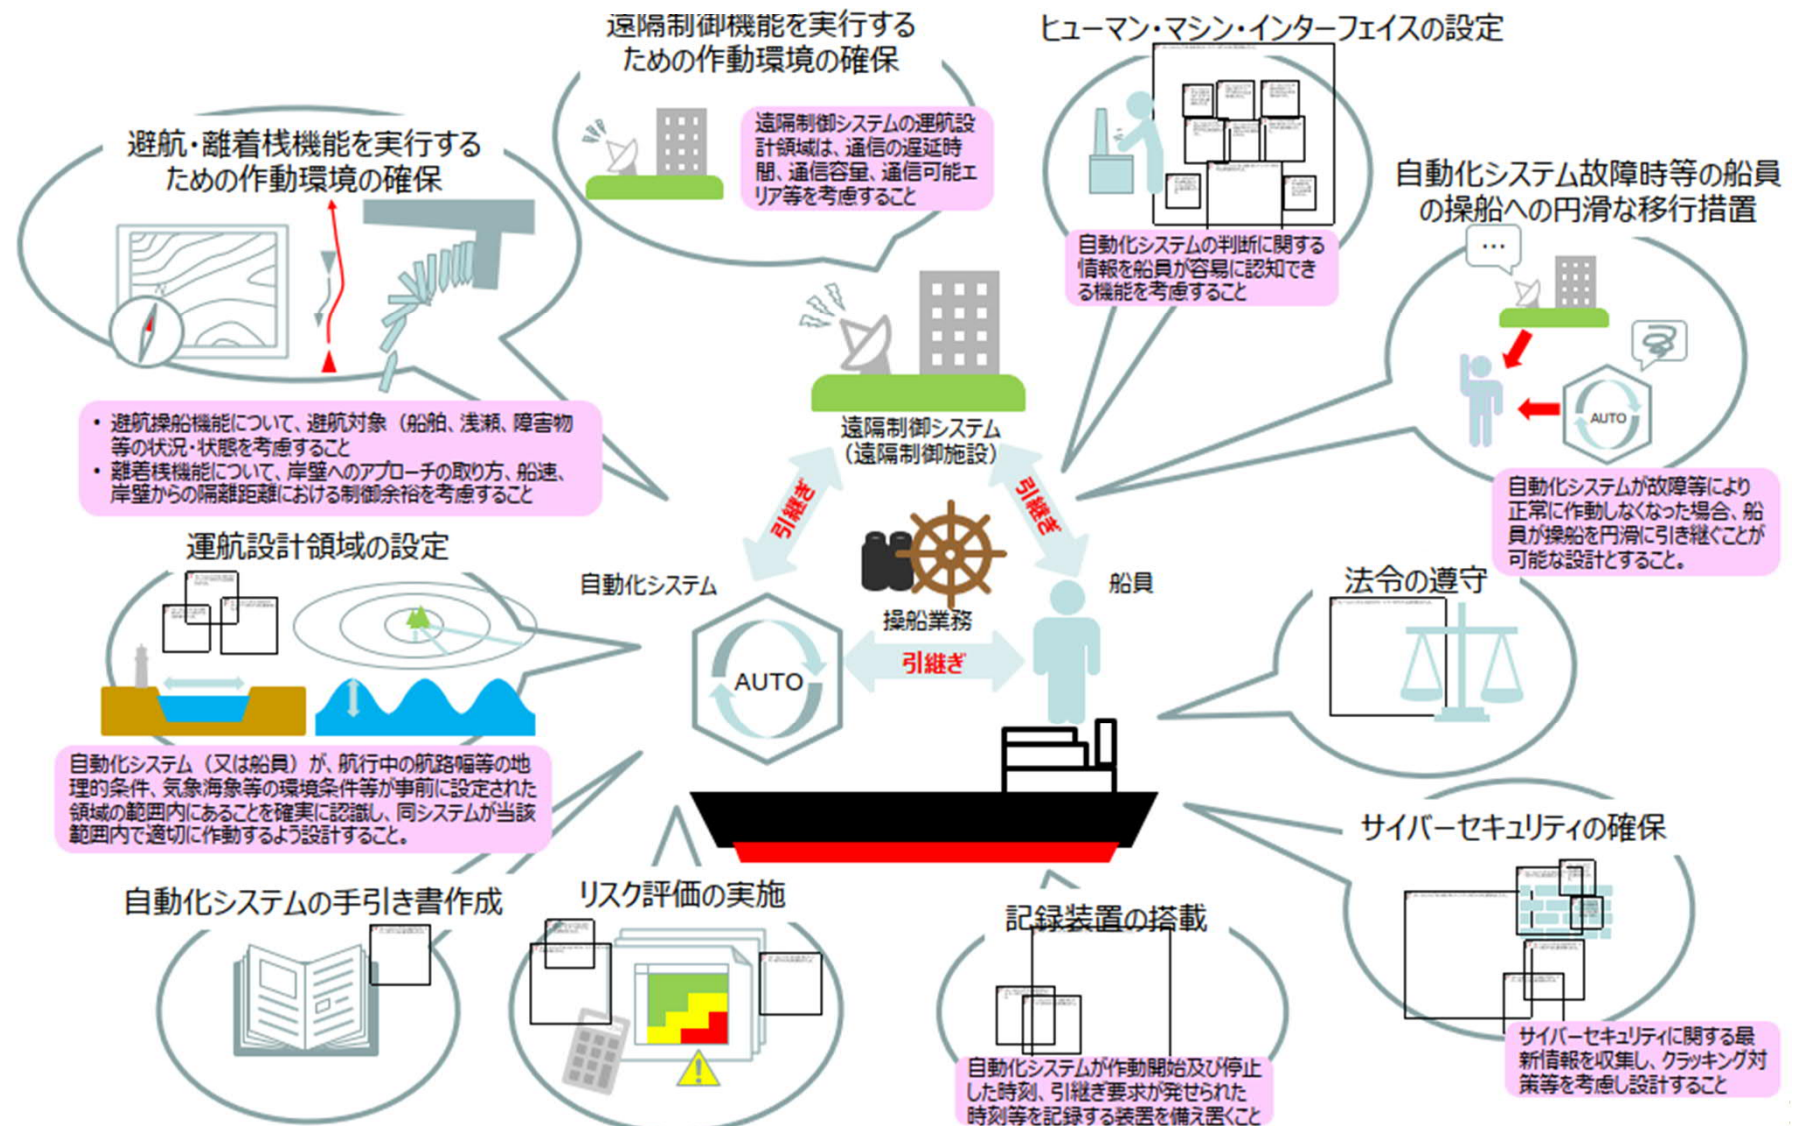 遠隔制御機能を実行する
ための作動環境の確保
遠隔制御システムの運航設
計領域は、通信の遅延時
間、通信容量、通信可能エ
リア等を考慮すること
ヒューマン・マシン・インターフェイスの設定
自動化システムの判断に関する
情報を船員が容易に認知でき
る機能を考慮すること
避航・離着桟機能を実行する
ための作動環境の確保
N
• 避航操船機能について、避航対象（船舶、浅瀬、障害物
等の状況・状態を考慮すること
• 離着桟機能について、岸壁へのアプローチの取り方、船速、
岸壁からの隔離距離における制御余裕を考慮すること
自動化システム故障時等の船員
の操船への円滑な移行措置
…
AUTO
自動化システムが故障等により
正常に作動しなくなった場合、船
員が操船を円滑に引き継ぐことが
可能な設計とすること。
遠隔制御システム
（遠隔制御施設）
引継ぎ
引継ぎ
自動化システム
船員
操船業務
引継ぎ
AUTO
運航設計領域の設定
自動化システム（又は船員）が、航行中の航路幅等の地
理的条件、気象海象等の環境条件等が事前に設定された
領域の範囲内にあることを確実に認識し、同システムが当該
範囲内で適切に作動するよう設計すること。
法令の遵守
サイバーセキュリティの確保
サイバーセキュリティに関する最
新情報を収集し、クラッキング対
策等を考慮し設計すること
自動化システムの手引き書作成
リスク評価の実施
記録装置の搭載
自動化システムが作動開始及び停止
した時刻、引継ぎ要求が発せられた
時刻等を記録する装置を備え置くこと